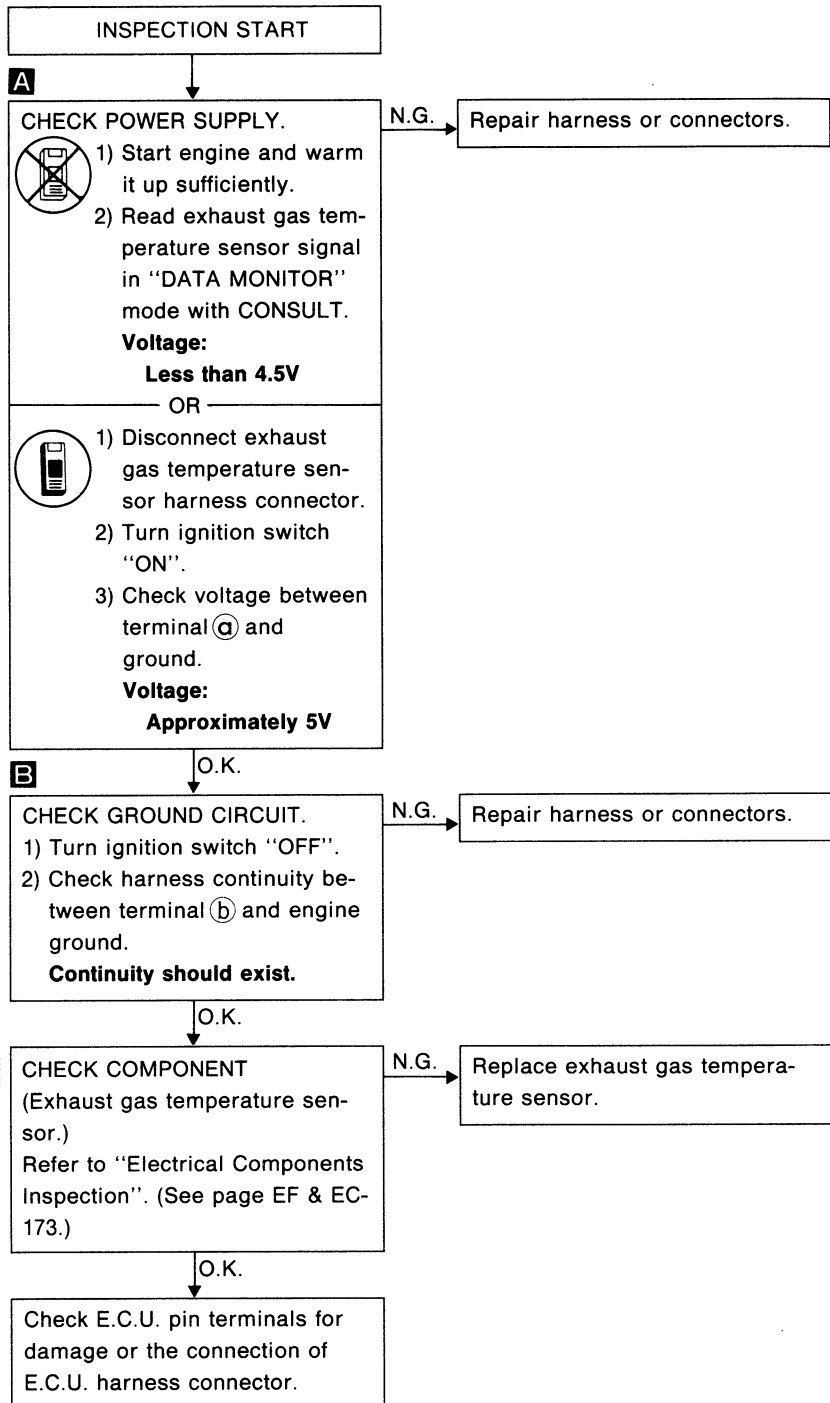 INSPECTION START
A
CHECK POWER SUPPLY.
1) Start engine and warm
it up sufficiently.
2) Read exhaust gas tem-
perature sensor signal
in ‘‘DATA MONITOR’’
mode with CONSULT.
Voltage:
Less than 4.5V
N.G.
Repair harness or connectors.
OR
1) Disconnect exhaust
gas temperature sen-
sor harness connector.
2) Turn ignition switch
‘‘ON’’.
3) Check voltage between
terminal ⓐ and
ground.
Voltage:
Approximately 5V
O.K.
B
CHECK GROUND CIRCUIT.
1) Turn ignition switch ‘‘OFF’’.
2) Check harness continuity be-
tween terminal ⓑ and engine
ground.
Continuity should exist.
N.G.
Repair harness or connectors.
O.K.
CHECK COMPONENT
(Exhaust gas temperature sen-
sor.)
Refer to ‘‘Electrical Components
Inspection’’. (See page EF & EC-
173.)
N.G.
Replace exhaust gas tempera-
ture sensor.
O.K.
Check E.C.U. pin terminals for
damage or the connection of
E.C.U. harness connector.